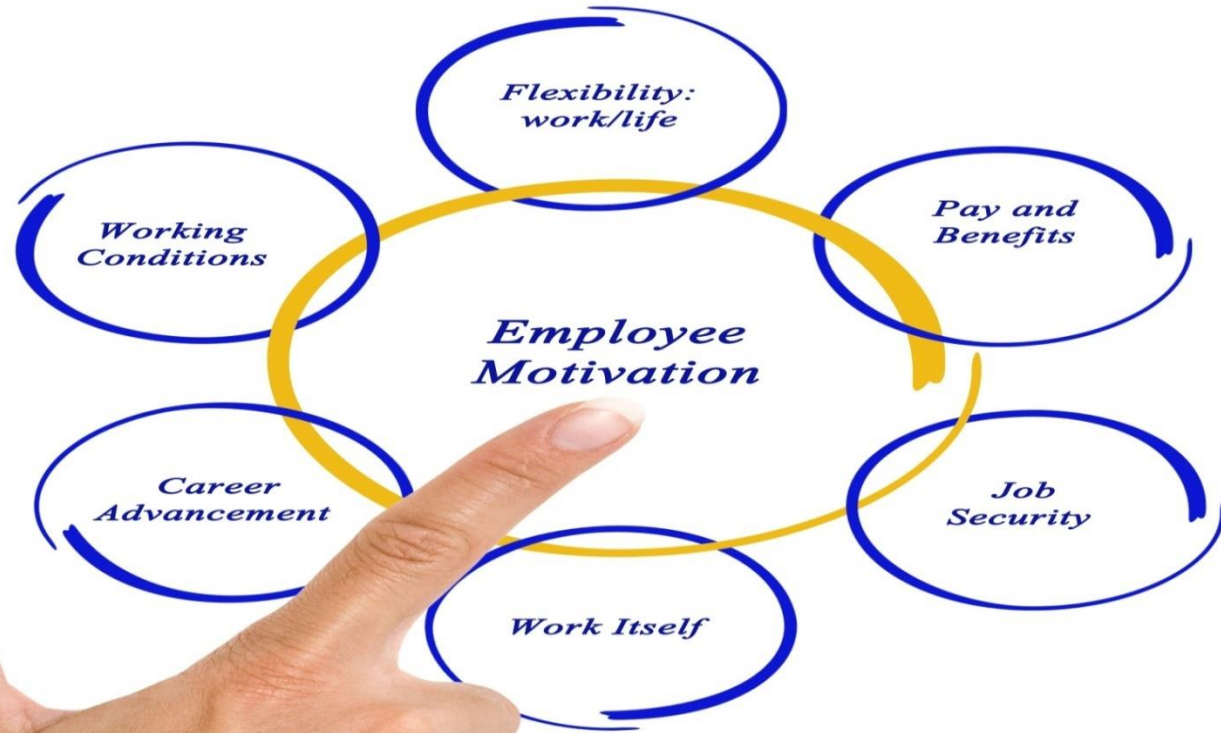 Flexibility:
work/life
Pay and
Benefits
Working
Conditions
Employee
Motivation
Career
Advancement
Job
Security
Work Itself